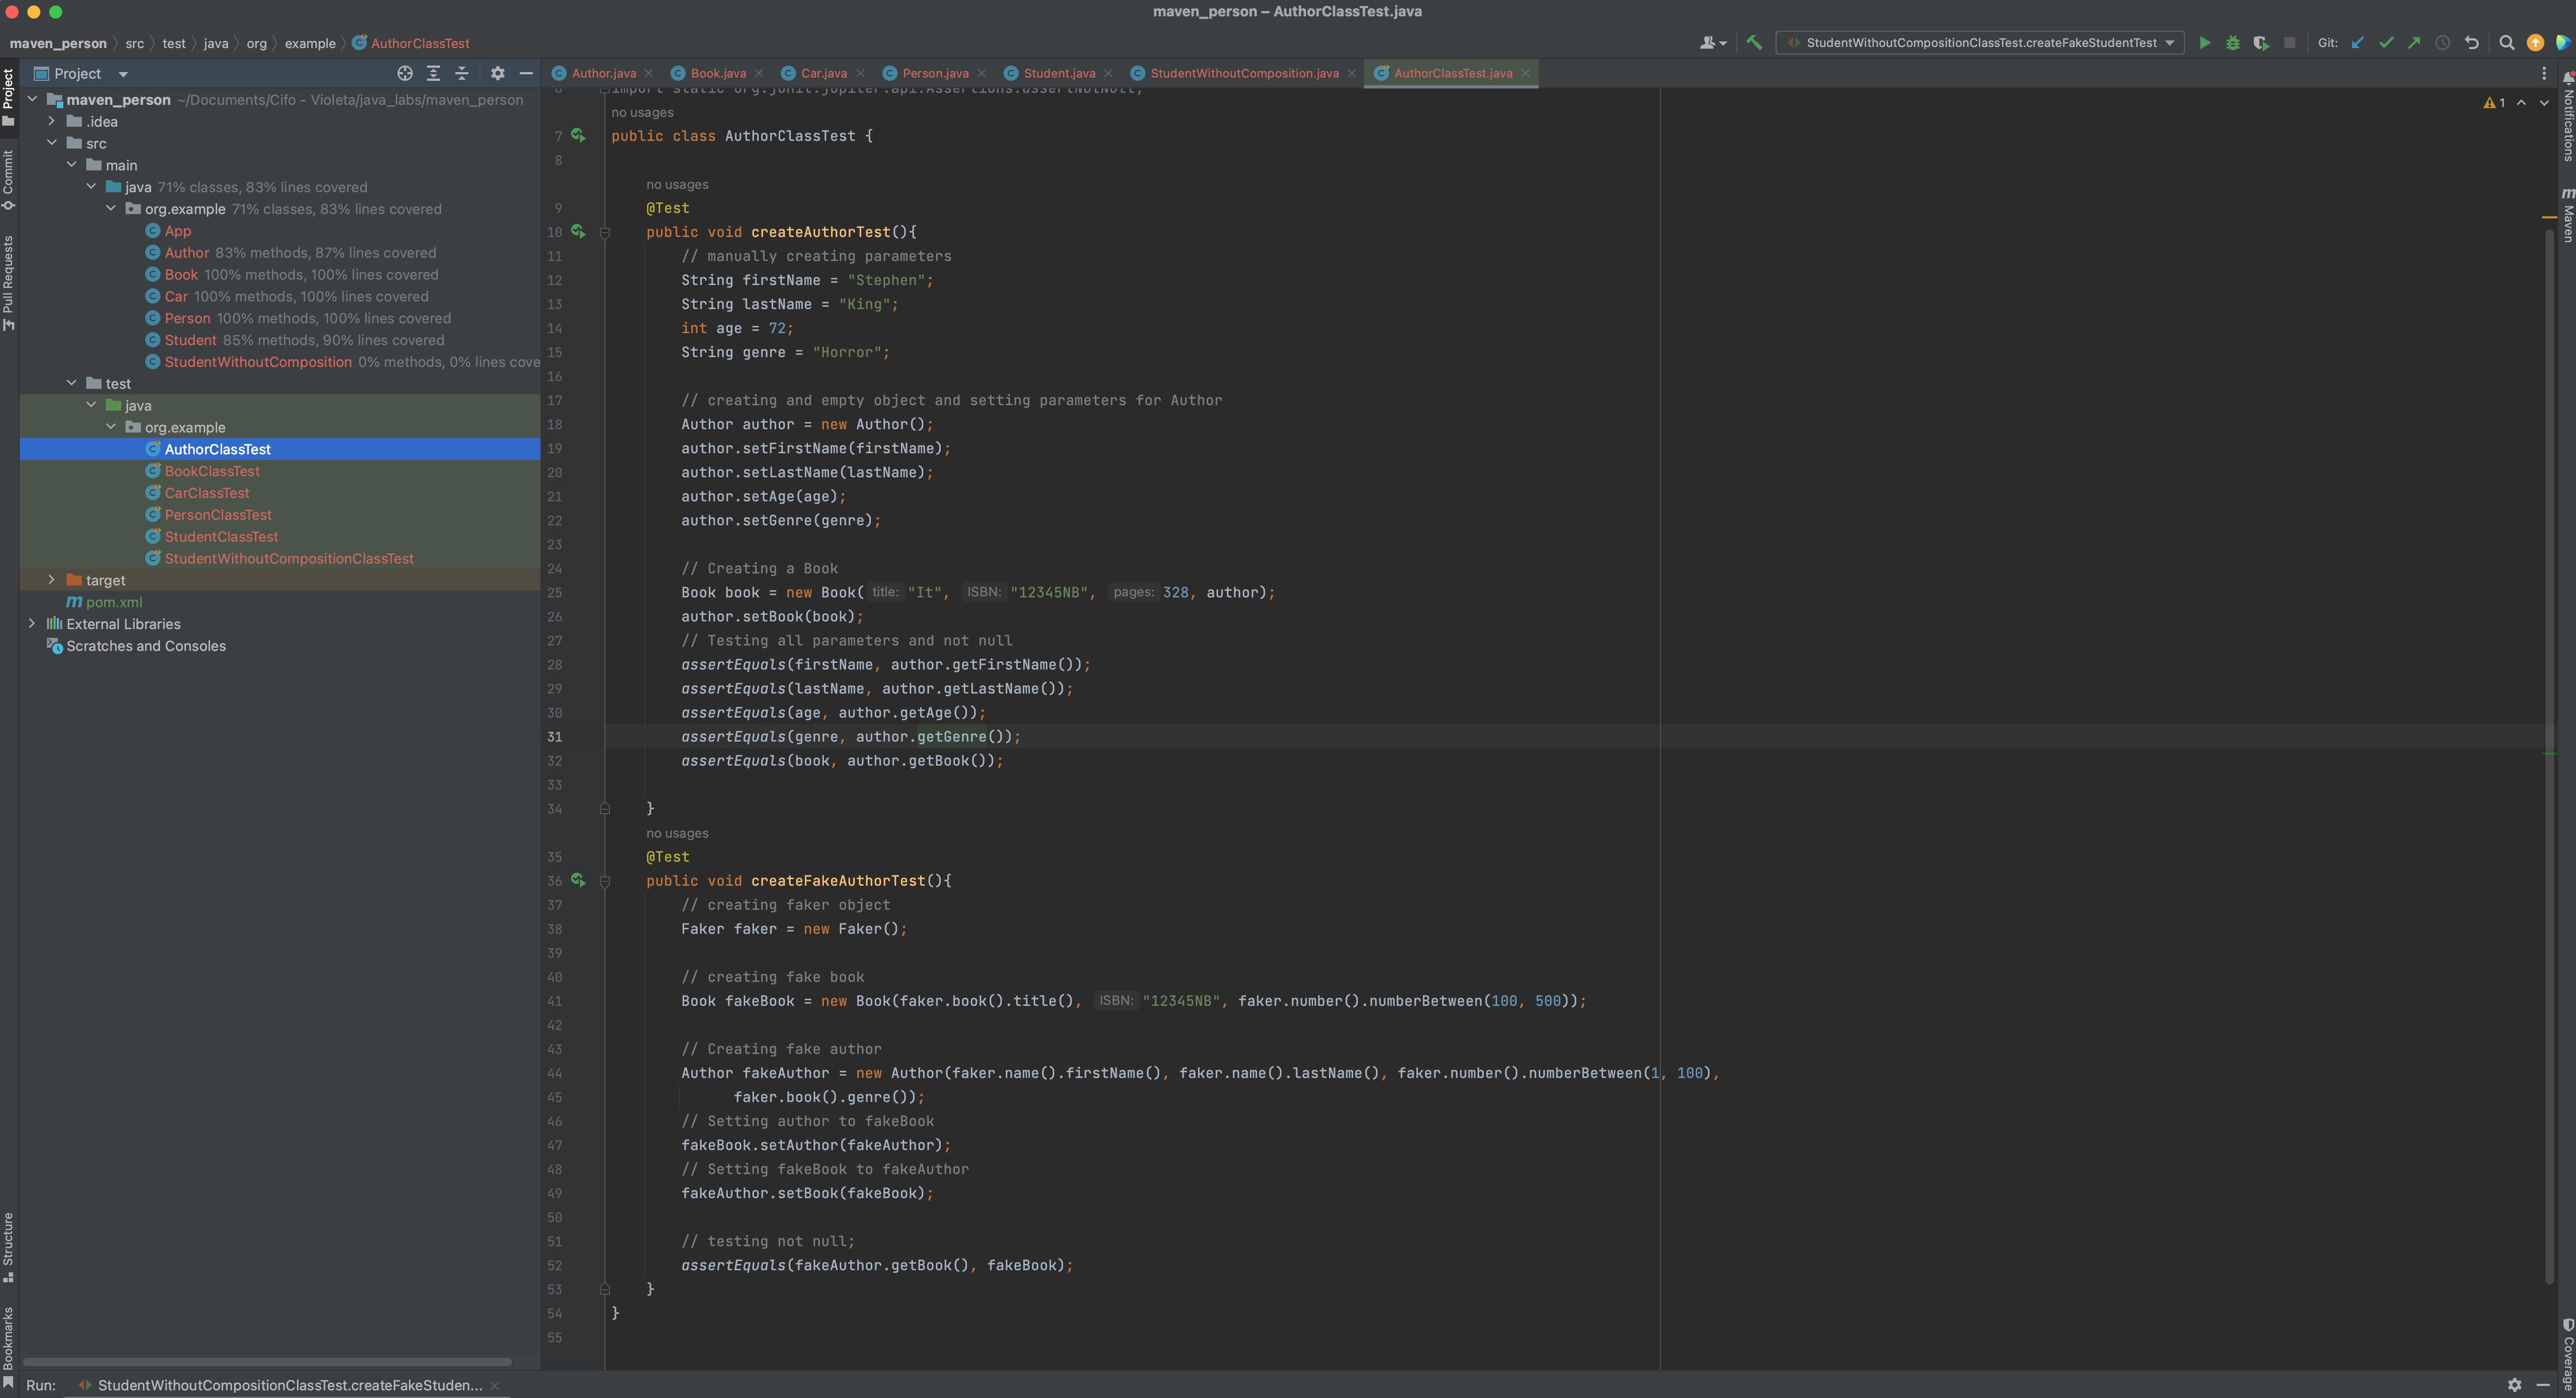 maven_person – AuthorClassTest.java
maven_person src test java org example AuthorClassTest
StudentWithoutCompositionClassTest.createFakeStudentTest Git:
Project
Author.java Book.java Car.java Person.java Student.java StudentWithoutComposition.java AuthorClassTest.java
Project
Commit
Pull Requests
Structure
Bookmarks
maven_person ~/Documents/Cifo - Violeta/java_labs/maven_person
.idea
src
main
java 71% classes, 83% lines covered
org.example 71% classes, 83% lines covered
App
Author 83% methods, 87% lines covered
Book 100% methods, 100% lines covered
Car 100% methods, 100% lines covered
Person 100% methods, 100% lines covered
Student 85% methods, 90% lines covered
StudentWithoutComposition 0% methods, 0% lines cove
test
java
org.example
AuthorClassTest
BookClassTest
CarClassTest
PersonClassTest
StudentClassTest
StudentWithoutCompositionClassTest
target
pom.xml
External Libraries
Scratches and Consoles
6 import static org.junit.jupiter.api.Assertions.assertNotNull;
no usages
7 public class AuthorClassTest {
8
no usages
9 @Test
10 public void createAuthorTest(){
11 // manually creating parameters
12 String firstName = "Stephen";
13 String lastName = "King";
14 int age = 72;
15 String genre = "Horror";
16
17 // creating and empty object and setting parameters for Author
18 Author author = new Author();
19 author.setFirstName(firstName);
20 author.setLastName(lastName);
21 author.setAge(age);
22 author.setGenre(genre);
23
24 // Creating a Book
25 Book book = new Book( title: "It", ISBN: "12345NB", pages: 328, author);
26 author.setBook(book);
27 // Testing all parameters and not null
28 assertEquals(firstName, author.getFirstName());
29 assertEquals(lastName, author.getLastName());
30 assertEquals(age, author.getAge());
31 assertEquals(genre, author.getGenre());
32 assertEquals(book, author.getBook());
33
34 }
no usages
35 @Test
36 public void createFakeAuthorTest(){
37 // creating faker object
38 Faker faker = new Faker();
39
40 // creating fake book
41 Book fakeBook = new Book(faker.book().title(), ISBN: "12345NB", faker.number().numberBetween(100, 500));
42
43 // Creating fake author
44 Author fakeAuthor = new Author(faker.name().firstName(), faker.name().lastName(), faker.number().numberBetween(1, 100),
45 faker.book().genre());
46 // Setting author to fakeBook
47 fakeBook.setAuthor(fakeAuthor);
48 // Setting fakeBook to fakeAuthor
49 fakeAuthor.setBook(fakeBook);
50
51 // testing not null;
52 assertEquals(fakeAuthor.getBook(), fakeBook);
53 }
54 }
55
1
Notifications
Maven
Coverage
Run: StudentWithoutCompositionClassTest.createFakeStuden...